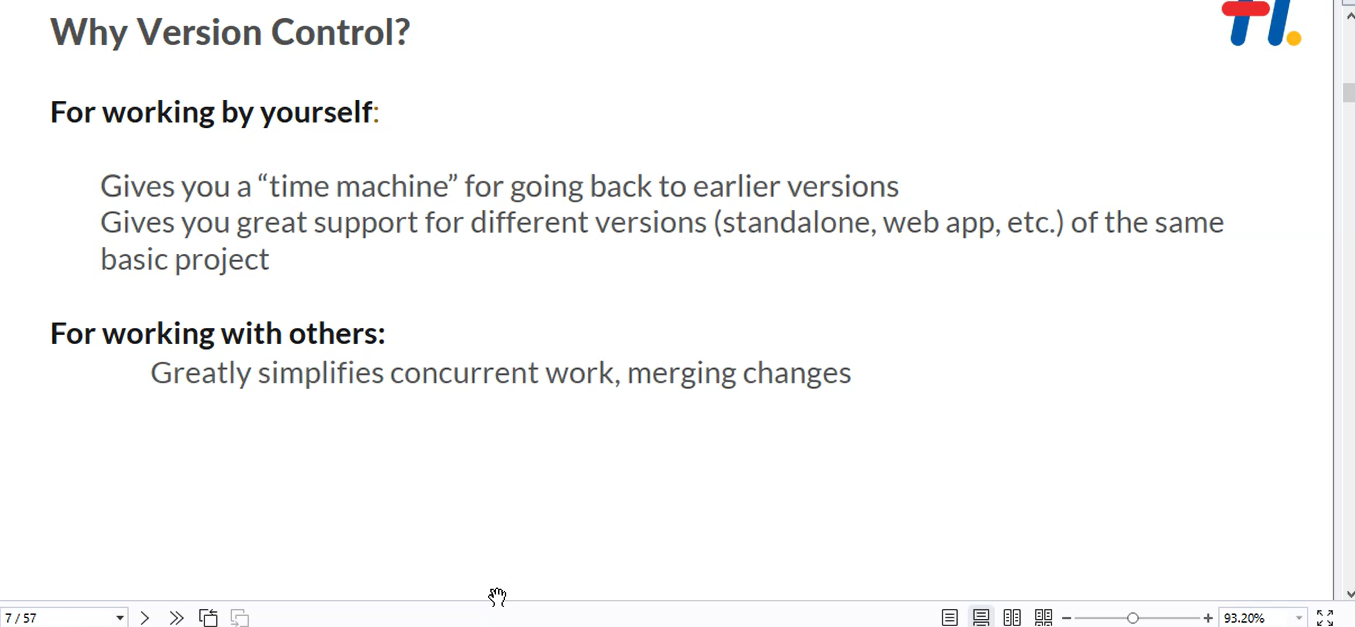 Why Version Control?
For working by yourself:
Gives you a “time machine” for going back to earlier versions
Gives you great support for different versions (standalone, web app, etc.) of the same
basic project
For working with others:
Greatly simplifies concurrent work, merging changes
7 / 57
93.20%